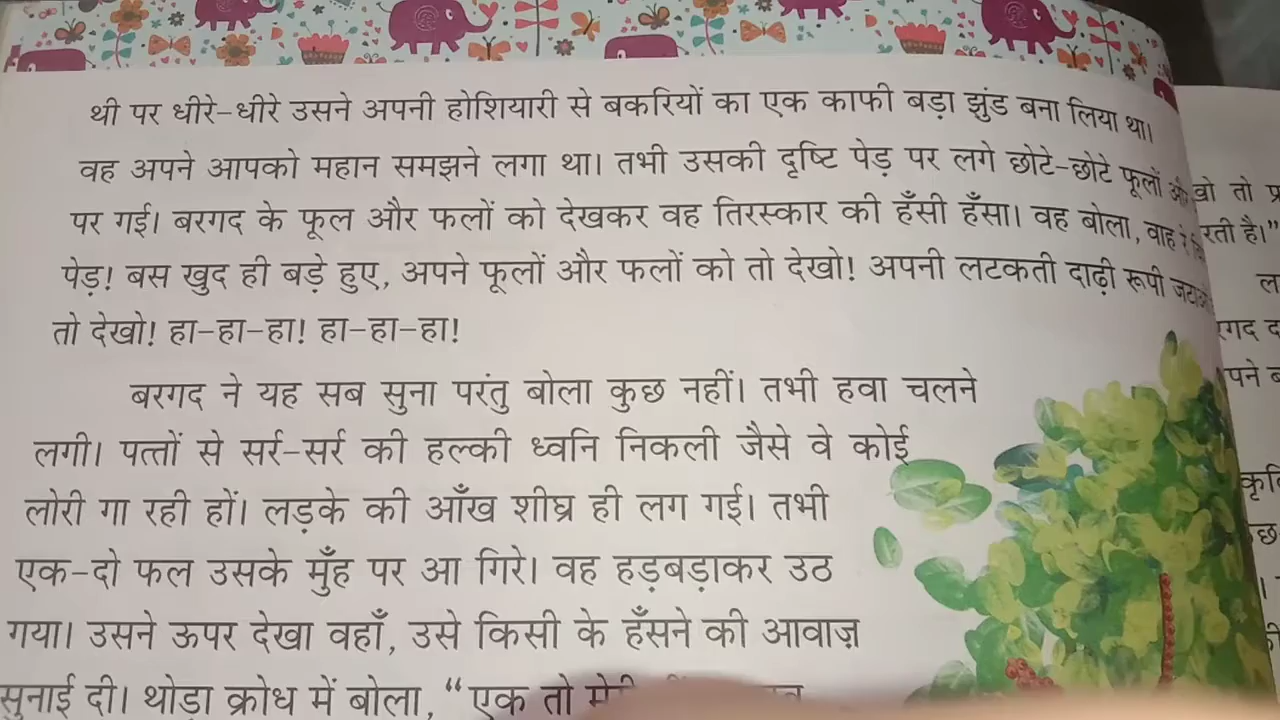 थी पर धीरे-धीरे उसने अपनी होशियारी से बकरियों का एक काफी बड़ा झुंड बना लिया था।
वह अपने आपको महान समझने लगा था। तभी उसकी दृष्टि पेड़ पर लगे छोटे-छोटे फूलों
पर गई। बरगद के फूल और फलों को देखकर वह तिरस्कार की हँसी हँसा। वह बोला, वाह रे
पेड़! बस खुद ही बड़े हुए, अपने फूलों और फलों को तो देखो! अपनी लटकती दाढ़ी रूपी
तो देखो! हा-हा-हा! हा-हा-हा!
बरगद ने यह सब सुना परंतु बोला कुछ नहीं। तभी हवा चलने
लगी। पत्तों से सर्र-सर्र की हल्की ध्वनि निकली जैसे वे कोई
लोरी गा रही हों। लड़के की आँख शीघ्र ही लग गई। तभी
एक-दो फल उसके मुँह पर आ गिरे। वह हड़बड़ाकर उठ
गया। उसने ऊपर देखा वहाँ, उसे किसी के हँसने की आवाज़
सुनाई दी। थोड़ा क्रोध में बोला, “एक तो
तो
रती है।”